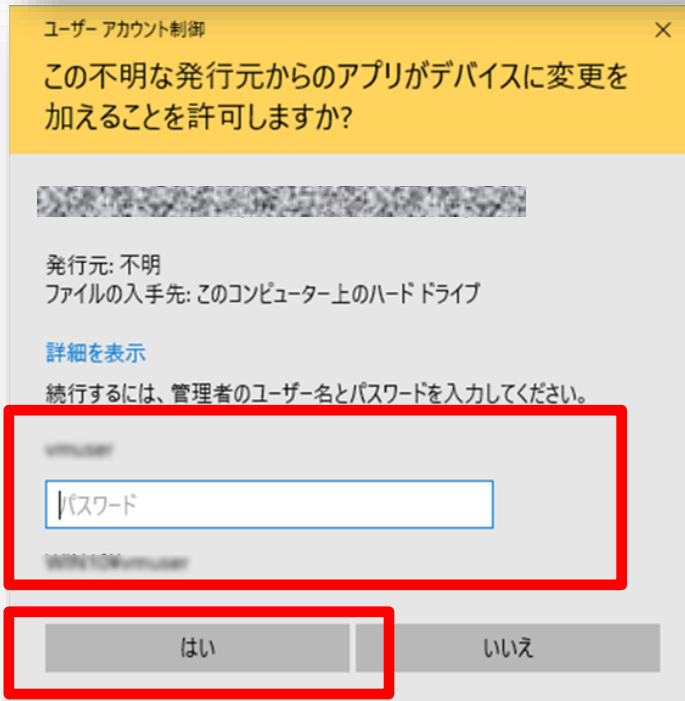 ユーザー アカウント制御
この不明な発行元からのアプリがデバイスに変更を
加えることを許可しますか?
発行元: 不明
ファイルの入手先: このコンピューター上のハード ドライブ
詳細を表示
続行するには、管理者のユーザー名とパスワードを入力してください。
vmuser
パスワード
WIN10¥vmuser
はい
いいえ